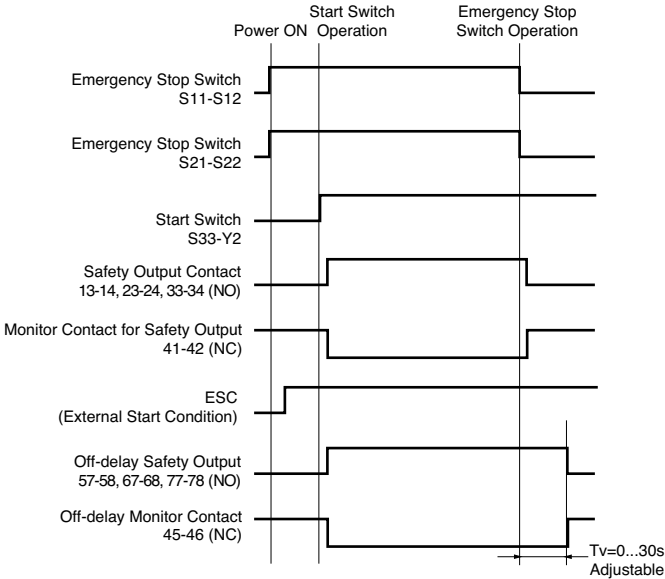 Power ON
Start Switch
Operation
Emergency Stop
Switch Operation
Emergency Stop Switch
S11-S12
Emergency Stop Switch
S21-S22
Start Switch
S33-Y2
Safety Output Contact
13-14, 23-24, 33-34 (NO)
Monitor Contact for Safety Output
41-42 (NC)
ESC
(External Start Condition)
Off-delay Safety Output
57-58, 67-68, 77-78 (NO)
Off-delay Monitor Contact
45-46 (NC)
Tv=0...30s
Adjustable